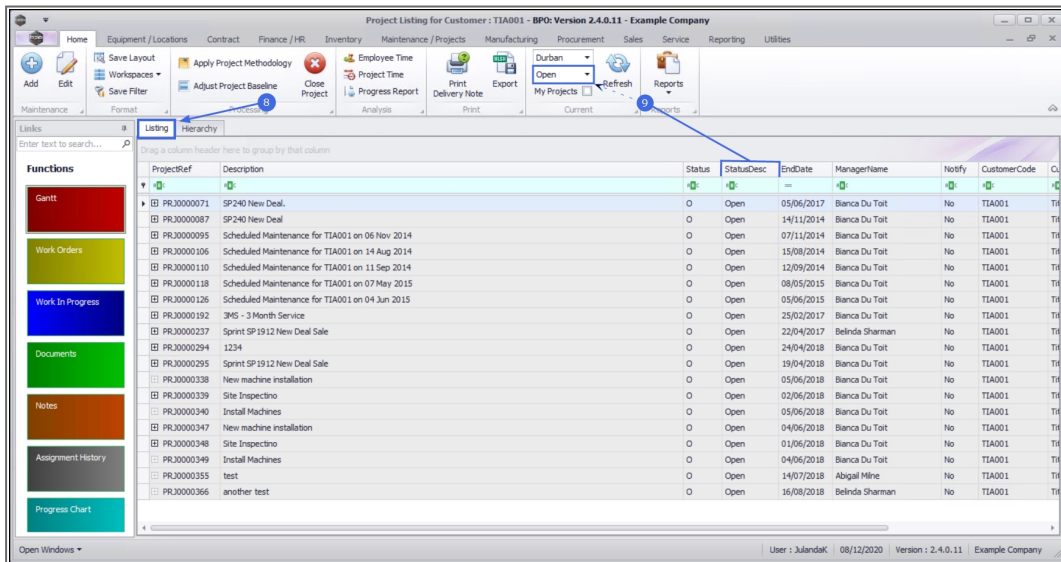 Project Listing for Customer : TIA001 - BPO: Version 2.4.0.11 - Example Company
Home Equipment / Locations Contract Finance / HR Inventory Maintenance / Projects Manufacturing Procurement Sales Service Reporting Utilities
Add
Edit
Save Layout
Workspaces
Save Filter
Apply Project Methodology
Adjust Project Baseline
Close Project
Employee Time
Project Time
Progress Report
Print Delivery Note
Export
Durban
Open
My Projects
Refresh
Reports
Maintenance Format Processing Analysis Print Current Reports
8
9
Links
Enter text to search...
Functions
Gantt
Work Orders
Work In Progress
Documents
Notes
Assignment History
Progress Chart
Listing Hierarchy
Drag a column header here to group by that column
ProjectRef Description Status StatusDesc EndDate ManagerName Notify CustomerCode Cu
PRJ0000071 SP240 New Deal. O Open 05/06/2017 Bianca Du Toit No TIA001 Tit
PRJ0000087 SP240 New Deal O Open 14/11/2014 Bianca Du Toit No TIA001 Tit
PRJ0000095 Scheduled Maintenance for TIA001 on 06 Nov 2014 O Open 07/11/2014 Bianca Du Toit No TIA001 Tit
PRJ0000106 Scheduled Maintenance for TIA001 on 14 Aug 2014 O Open 15/08/2014 Bianca Du Toit No TIA001 Tit
PRJ0000110 Scheduled Maintenance for TIA001 on 11 Sep 2014 O Open 12/09/2014 Bianca Du Toit No TIA001 Tit
PRJ0000118 Scheduled Maintenance for TIA001 on 07 May 2015 O Open 08/05/2015 Bianca Du Toit No TIA001 Tit
PRJ0000126 Scheduled Maintenance for TIA001 on 04 Jun 2015 O Open 05/06/2015 Bianca Du Toit No TIA001 Tit
PRJ0000192 3MS - 3 Month Service O Open 25/02/2017 Bianca Du Toit No TIA001 Tit
PRJ0000237 Sprint SP1912 New Deal Sale O Open 22/04/2017 Belinda Sharman No TIA001 Tit
PRJ0000294 1234 O Open 24/04/2018 Bianca Du Toit No TIA001 Tit
PRJ0000295 Sprint SP1912 New Deal Sale O Open 19/04/2018 Bianca Du Toit No TIA001 Tit
PRJ0000338 New machine installation O Open 05/06/2018 Bianca Du Toit No TIA001 Tit
PRJ0000339 Site Inspectino O Open 02/06/2018 Bianca Du Toit No TIA001 Tit
PRJ0000340 Install Machines O Open 05/06/2018 Bianca Du Toit No TIA001 Tit
PRJ0000347 New machine installation O Open 04/06/2018 Bianca Du Toit No TIA001 Tit
PRJ0000348 Site Inspectino O Open 01/06/2018 Bianca Du Toit No TIA001 Tit
PRJ0000349 Install Machines O Open 04/06/2018 Bianca Du Toit No TIA001 Tit
PRJ0000355 test O Open 14/07/2018 Abigail Milne No TIA001 Tit
PRJ0000366 another test O Open 16/08/2018 Belinda Sharman No TIA001 Tit
Open Windows User : JulandaK 08/12/2020 Version : 2.4.0.11 Example Company